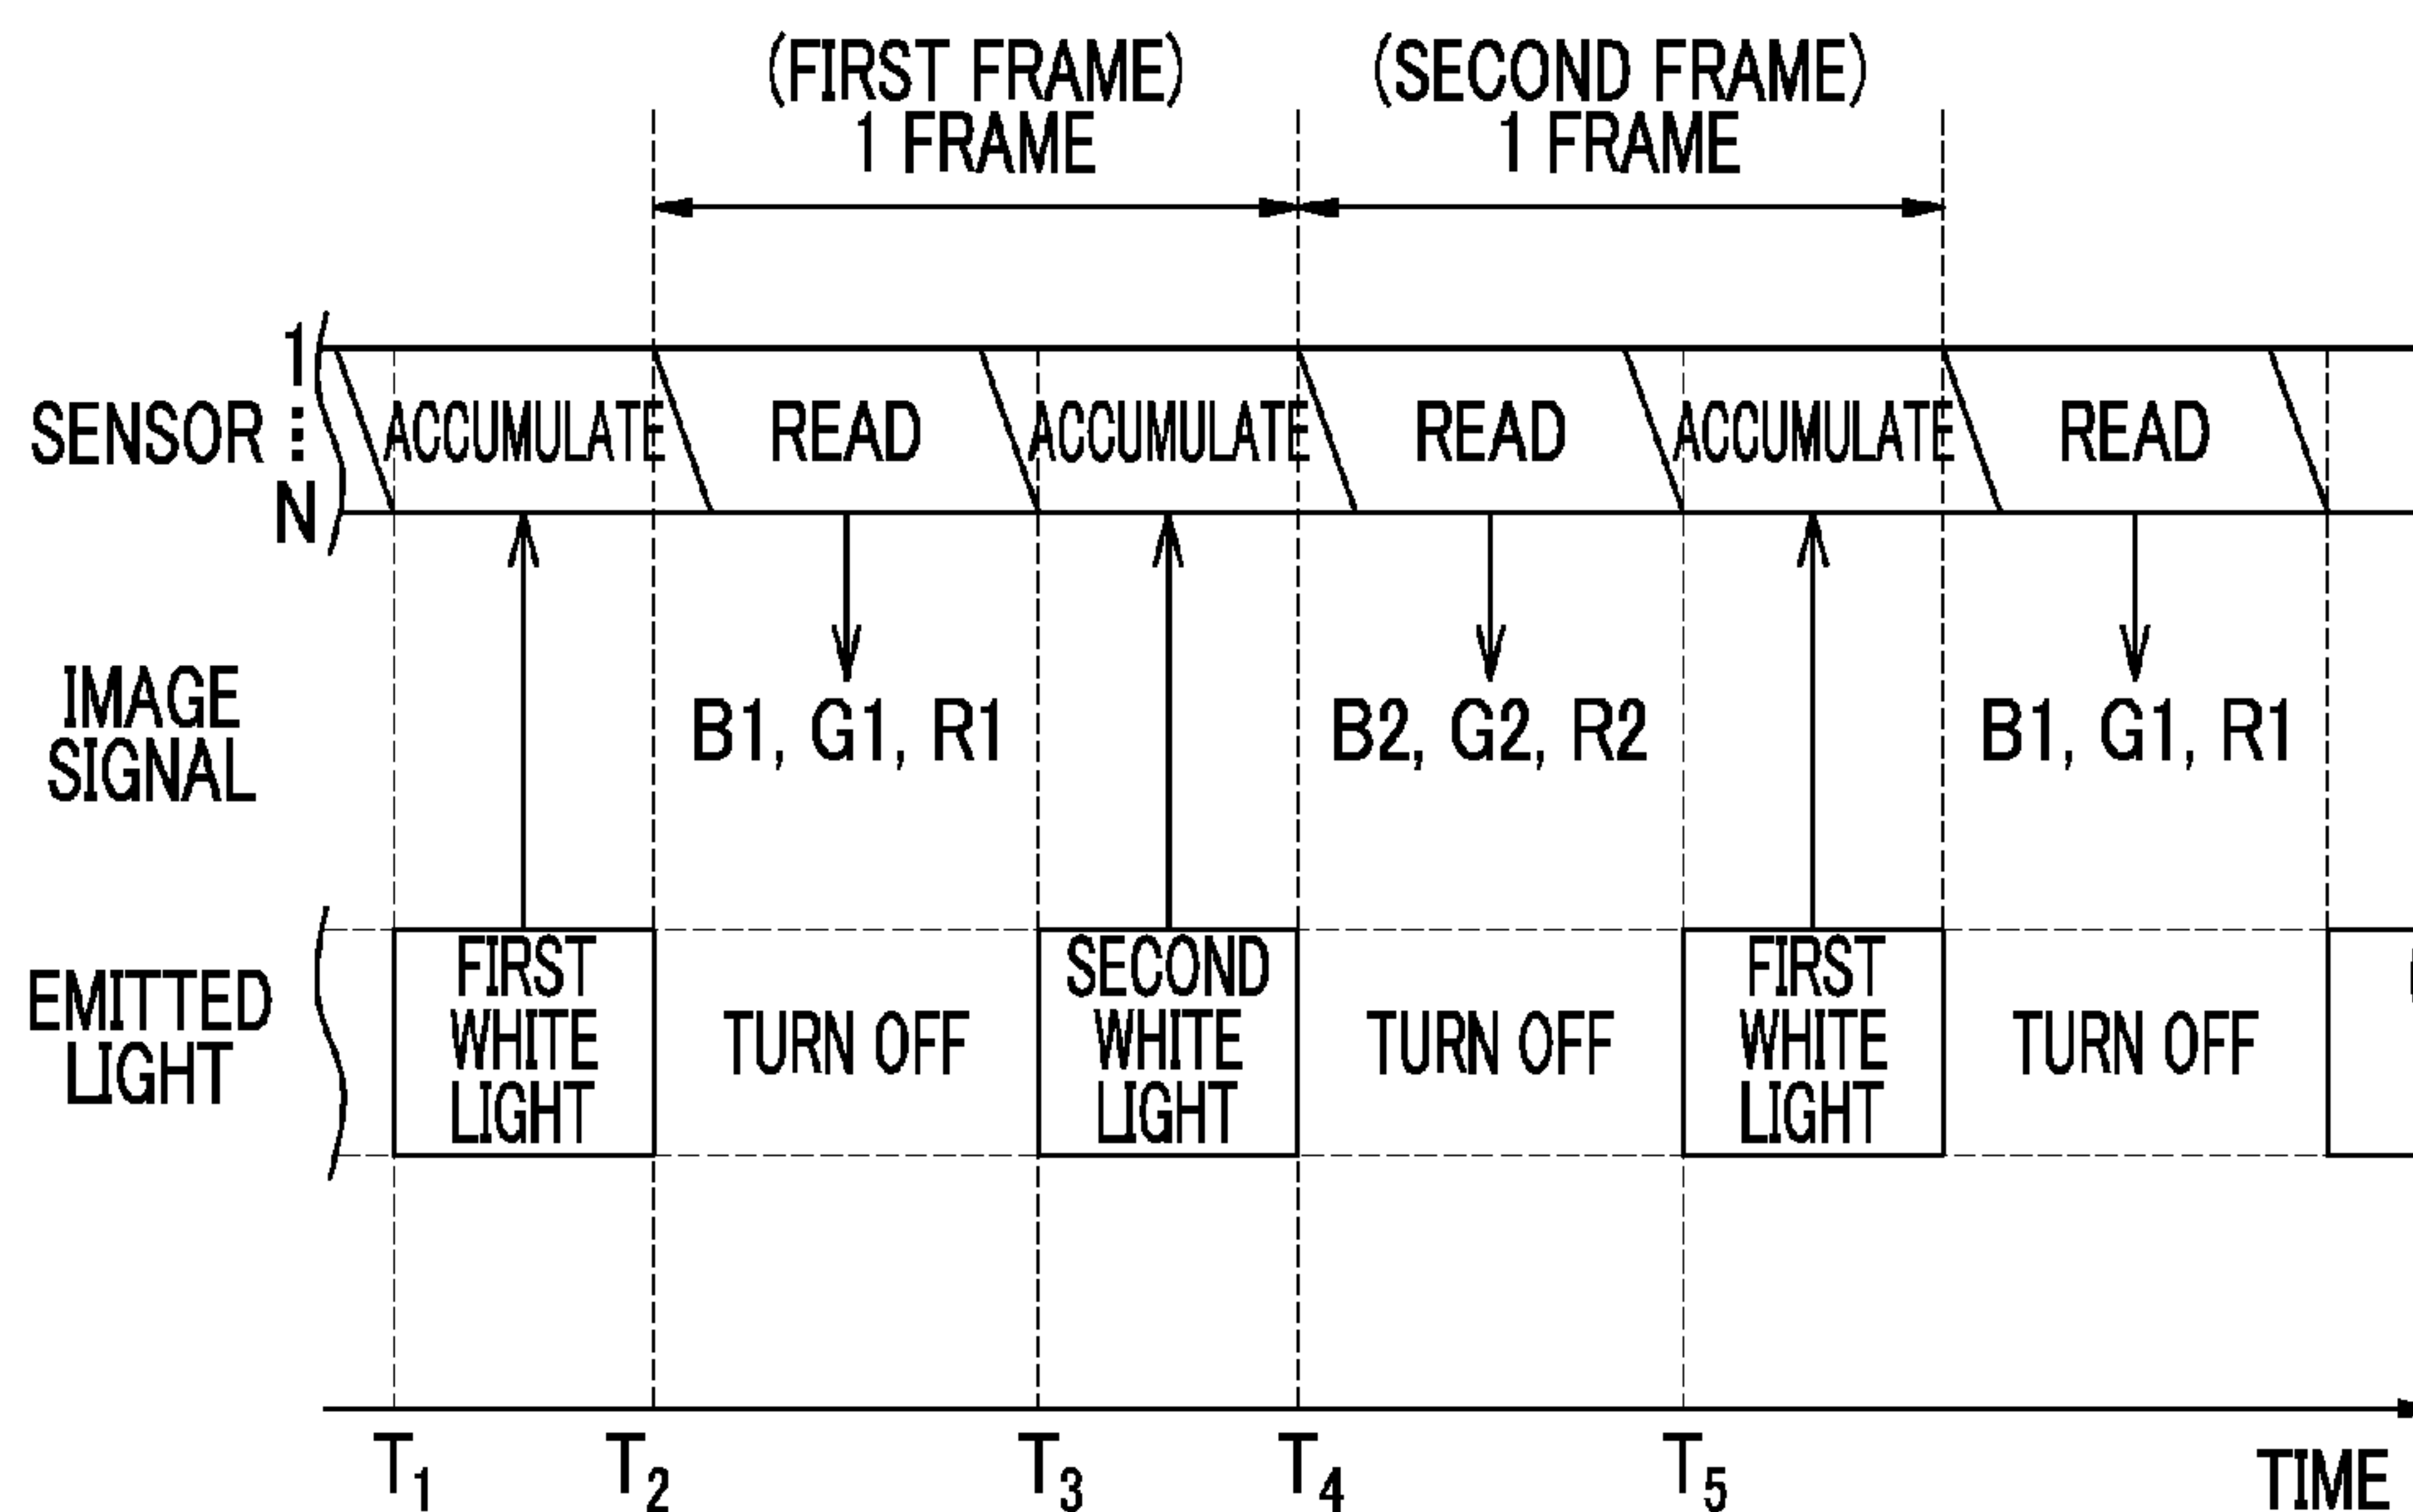 (FIRST FRAME)
1 FRAME
(SECOND FRAME)
1 FRAME
SENSOR
1
⋮
N
ACCUMULATE
READ
ACCUMULATE
READ
ACCUMULATE
READ
IMAGE
SIGNAL
B1, G1, R1
B2, G2, R2
B1, G1, R1
EMITTED
LIGHT
FIRST
WHITE
LIGHT
TURN OFF
SECOND
WHITE
LIGHT
TURN OFF
FIRST
WHITE
LIGHT
TURN OFF
T1
T2
T3
T4
T5
TIME